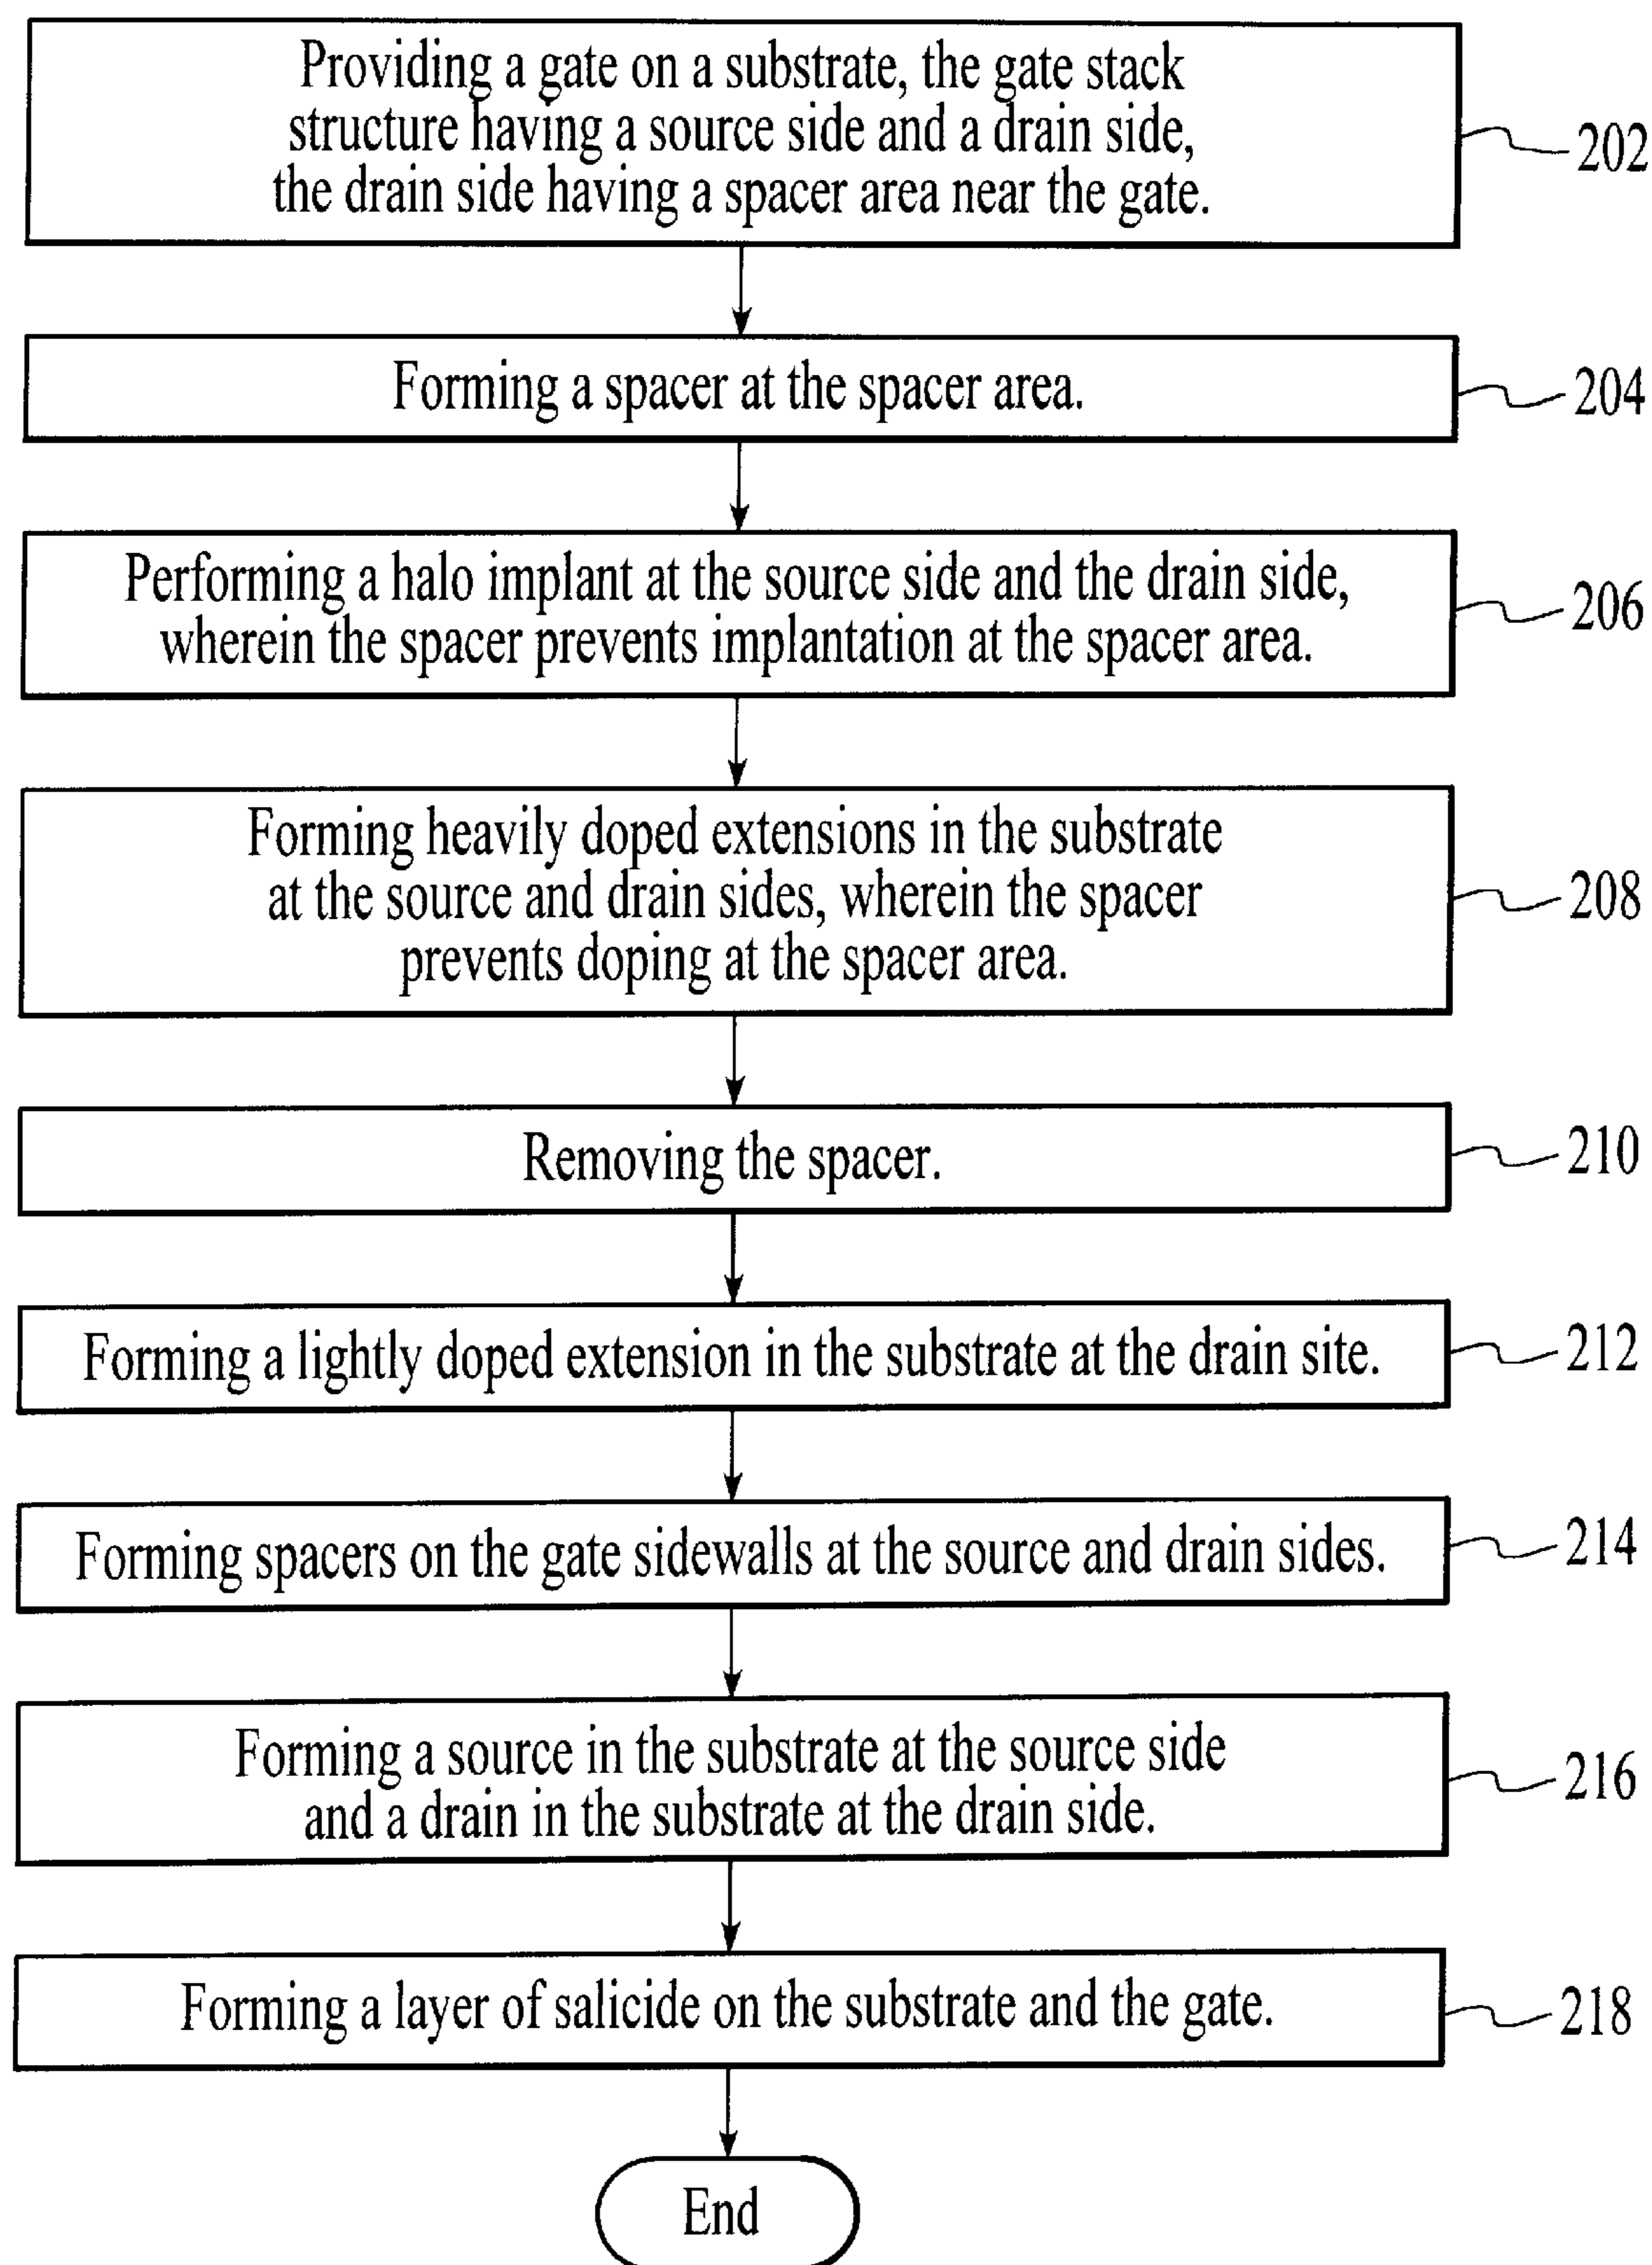 Providing a gate on a substrate, the gate stack
structure having a source side and a drain side,
the drain side having a spacer area near the gate.
202
Forming a spacer at the spacer area.
204
Performing a halo implant at the source side and the drain side,
wherein the spacer prevents implantation at the spacer area.
206
Forming heavily doped extensions in the substrate
at the source and drain sides, wherein the spacer
prevents doping at the spacer area.
208
Removing the spacer.
210
Forming a lightly doped extension in the substrate at the drain site.
212
Forming spacers on the gate sidewalls at the source and drain sides.
214
Forming a source in the substrate at the source side
and a drain in the substrate at the drain side.
216
Forming a layer of salicide on the substrate and the gate.
218
End